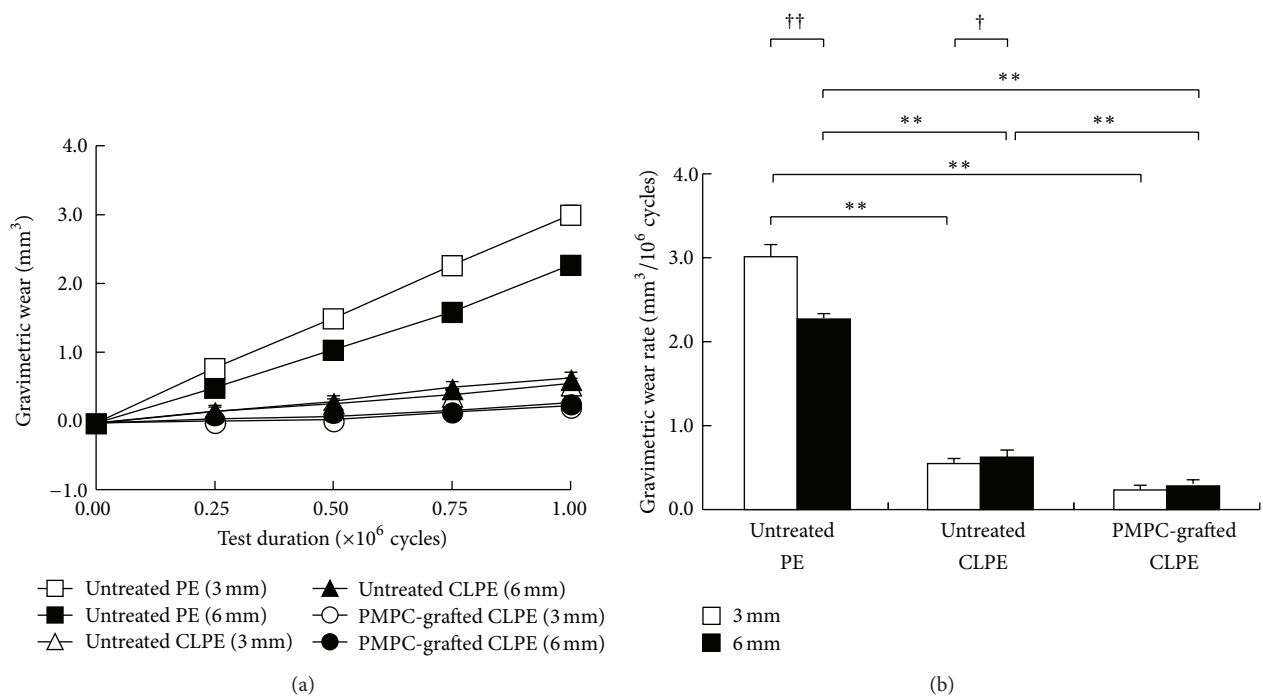 4.0
3.0
2.0
1.0
0.0
−1.0
Gravimetric wear (mm³)
0.00 0.25 0.50 0.75 1.00
Test duration (×10⁶ cycles)
Untreated PE (3 mm)
Untreated PE (6 mm)
Untreated CLPE (3 mm)
Untreated CLPE (6 mm)
PMPC-grafted CLPE (3 mm)
PMPC-grafted CLPE (6 mm)
(a)
†† †
**
** **
**
**
4.0
3.0
2.0
1.0
0.0
Gravimetric wear rate (mm³/10⁶ cycles)
Untreated
PE
Untreated
CLPE
PMPC-grafted
CLPE
3 mm
6 mm
(b)